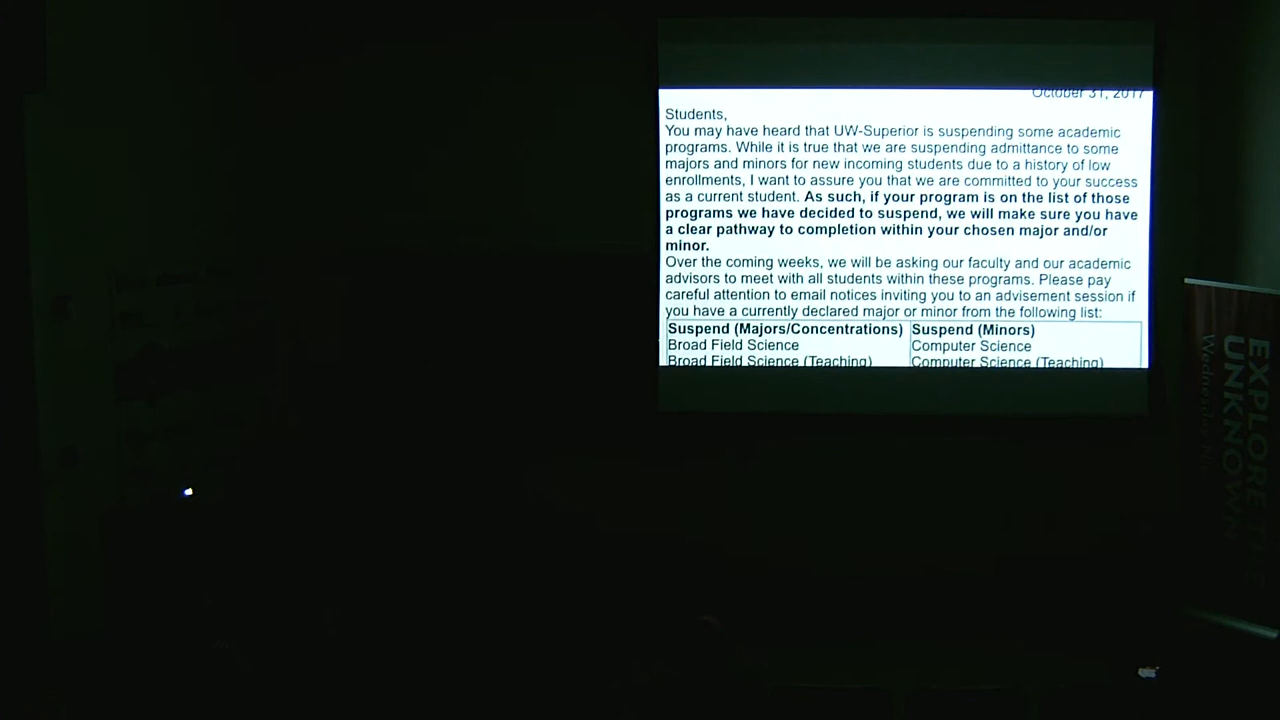 October 31, 2017
Students,
You may have heard that UW-Superior is suspending some academic
programs. While it is true that we are suspending admittance to some
majors and minors for new incoming students due to a history of low
enrollments, I want to assure you that we are committed to your success
as a current student. As such, if your program is on the list of those
programs we have decided to suspend, we will make sure you have
a clear pathway to completion within your chosen major and/or
minor.
Over the coming weeks, we will be asking our faculty and our academic
advisors to meet with all students within these programs. Please pay
careful attention to email notices inviting you to an advisement session if
you have a currently declared major or minor from the following list:
Suspend (Majors/Concentrations) Suspend (Minors)
Broad Field Science Computer Science
Broad Field Science (Teaching) Computer Science (Teaching)
EXPLORE THE
UNKNOWN
Wednesday